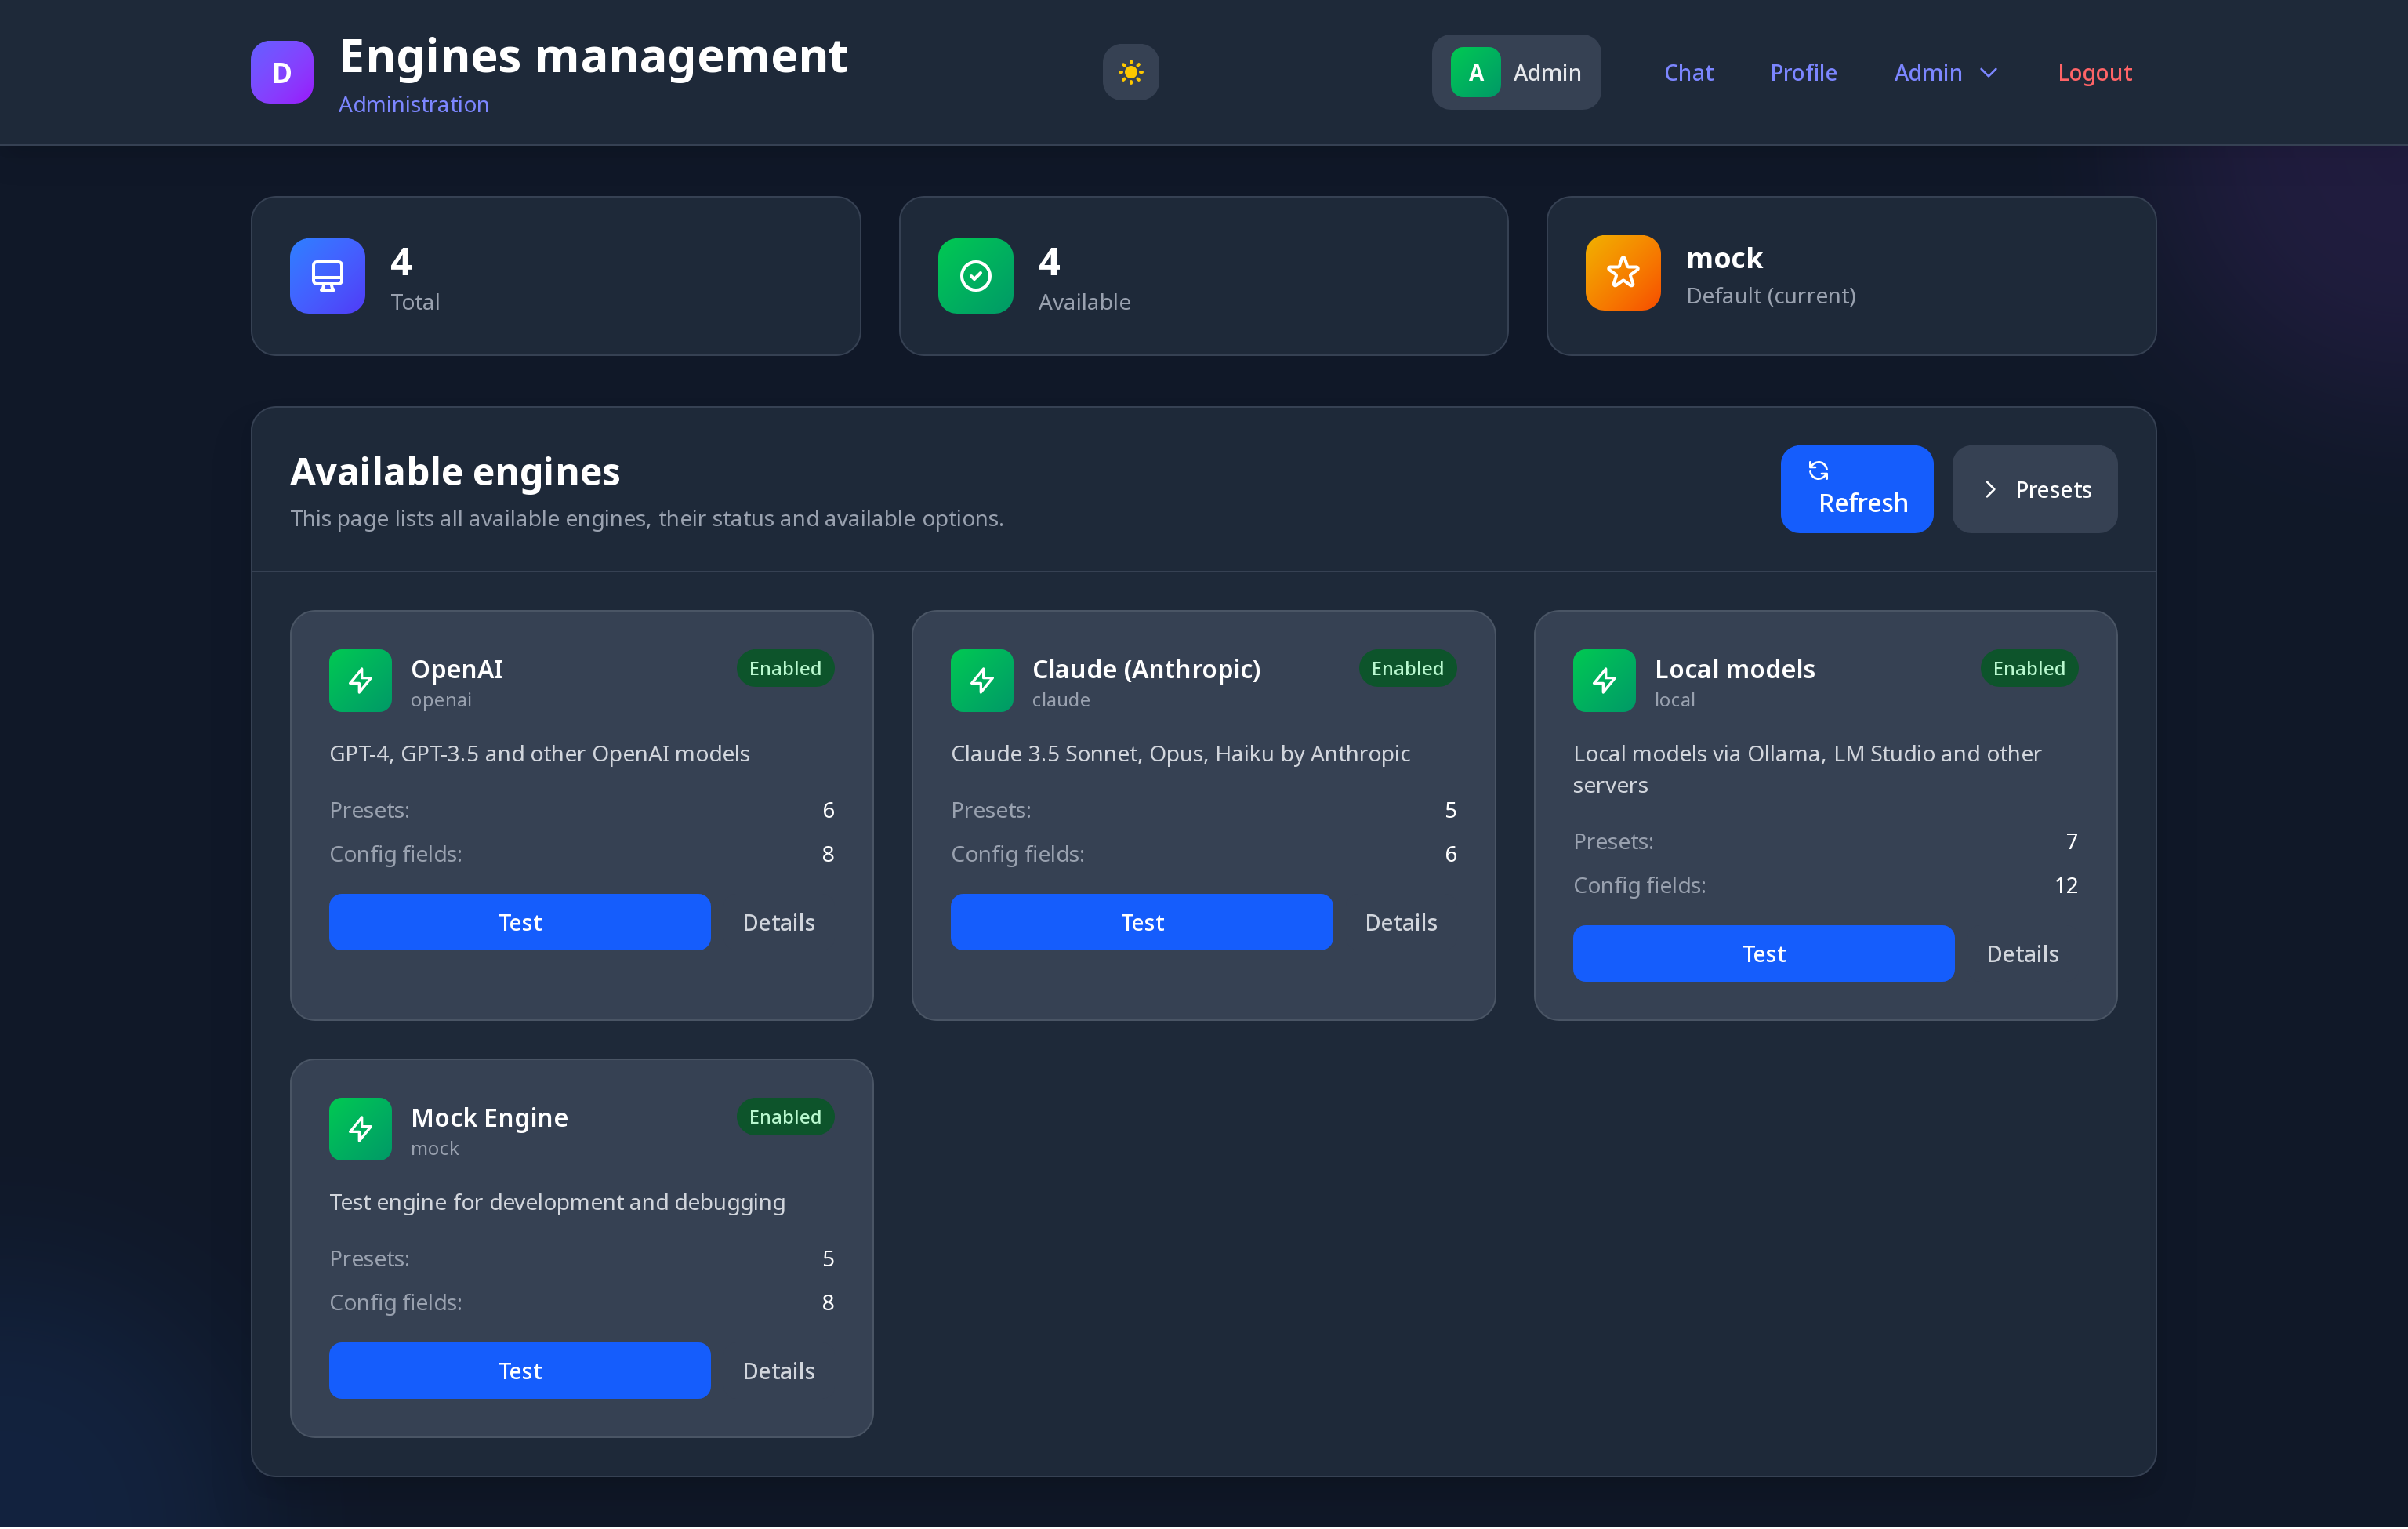 D
Engines management
Administration
A
Admin
Chat
Profile
Admin
Logout
4
Total
4
Available
mock
Default (current)
Available engines
This page lists all available engines, their status and available options.
Refresh
Presets
OpenAI
openai
Enabled
GPT-4, GPT-3.5 and other OpenAI models
Presets: 6
Config fields: 8
Test
Details
Claude (Anthropic)
claude
Enabled
Claude 3.5 Sonnet, Opus, Haiku by Anthropic
Presets: 5
Config fields: 6
Test
Details
Local models
local
Enabled
Local models via Ollama, LM Studio and other
servers
Presets: 7
Config fields: 12
Test
Details
Mock Engine
mock
Enabled
Test engine for development and debugging
Presets: 5
Config fields: 8
Test
Details